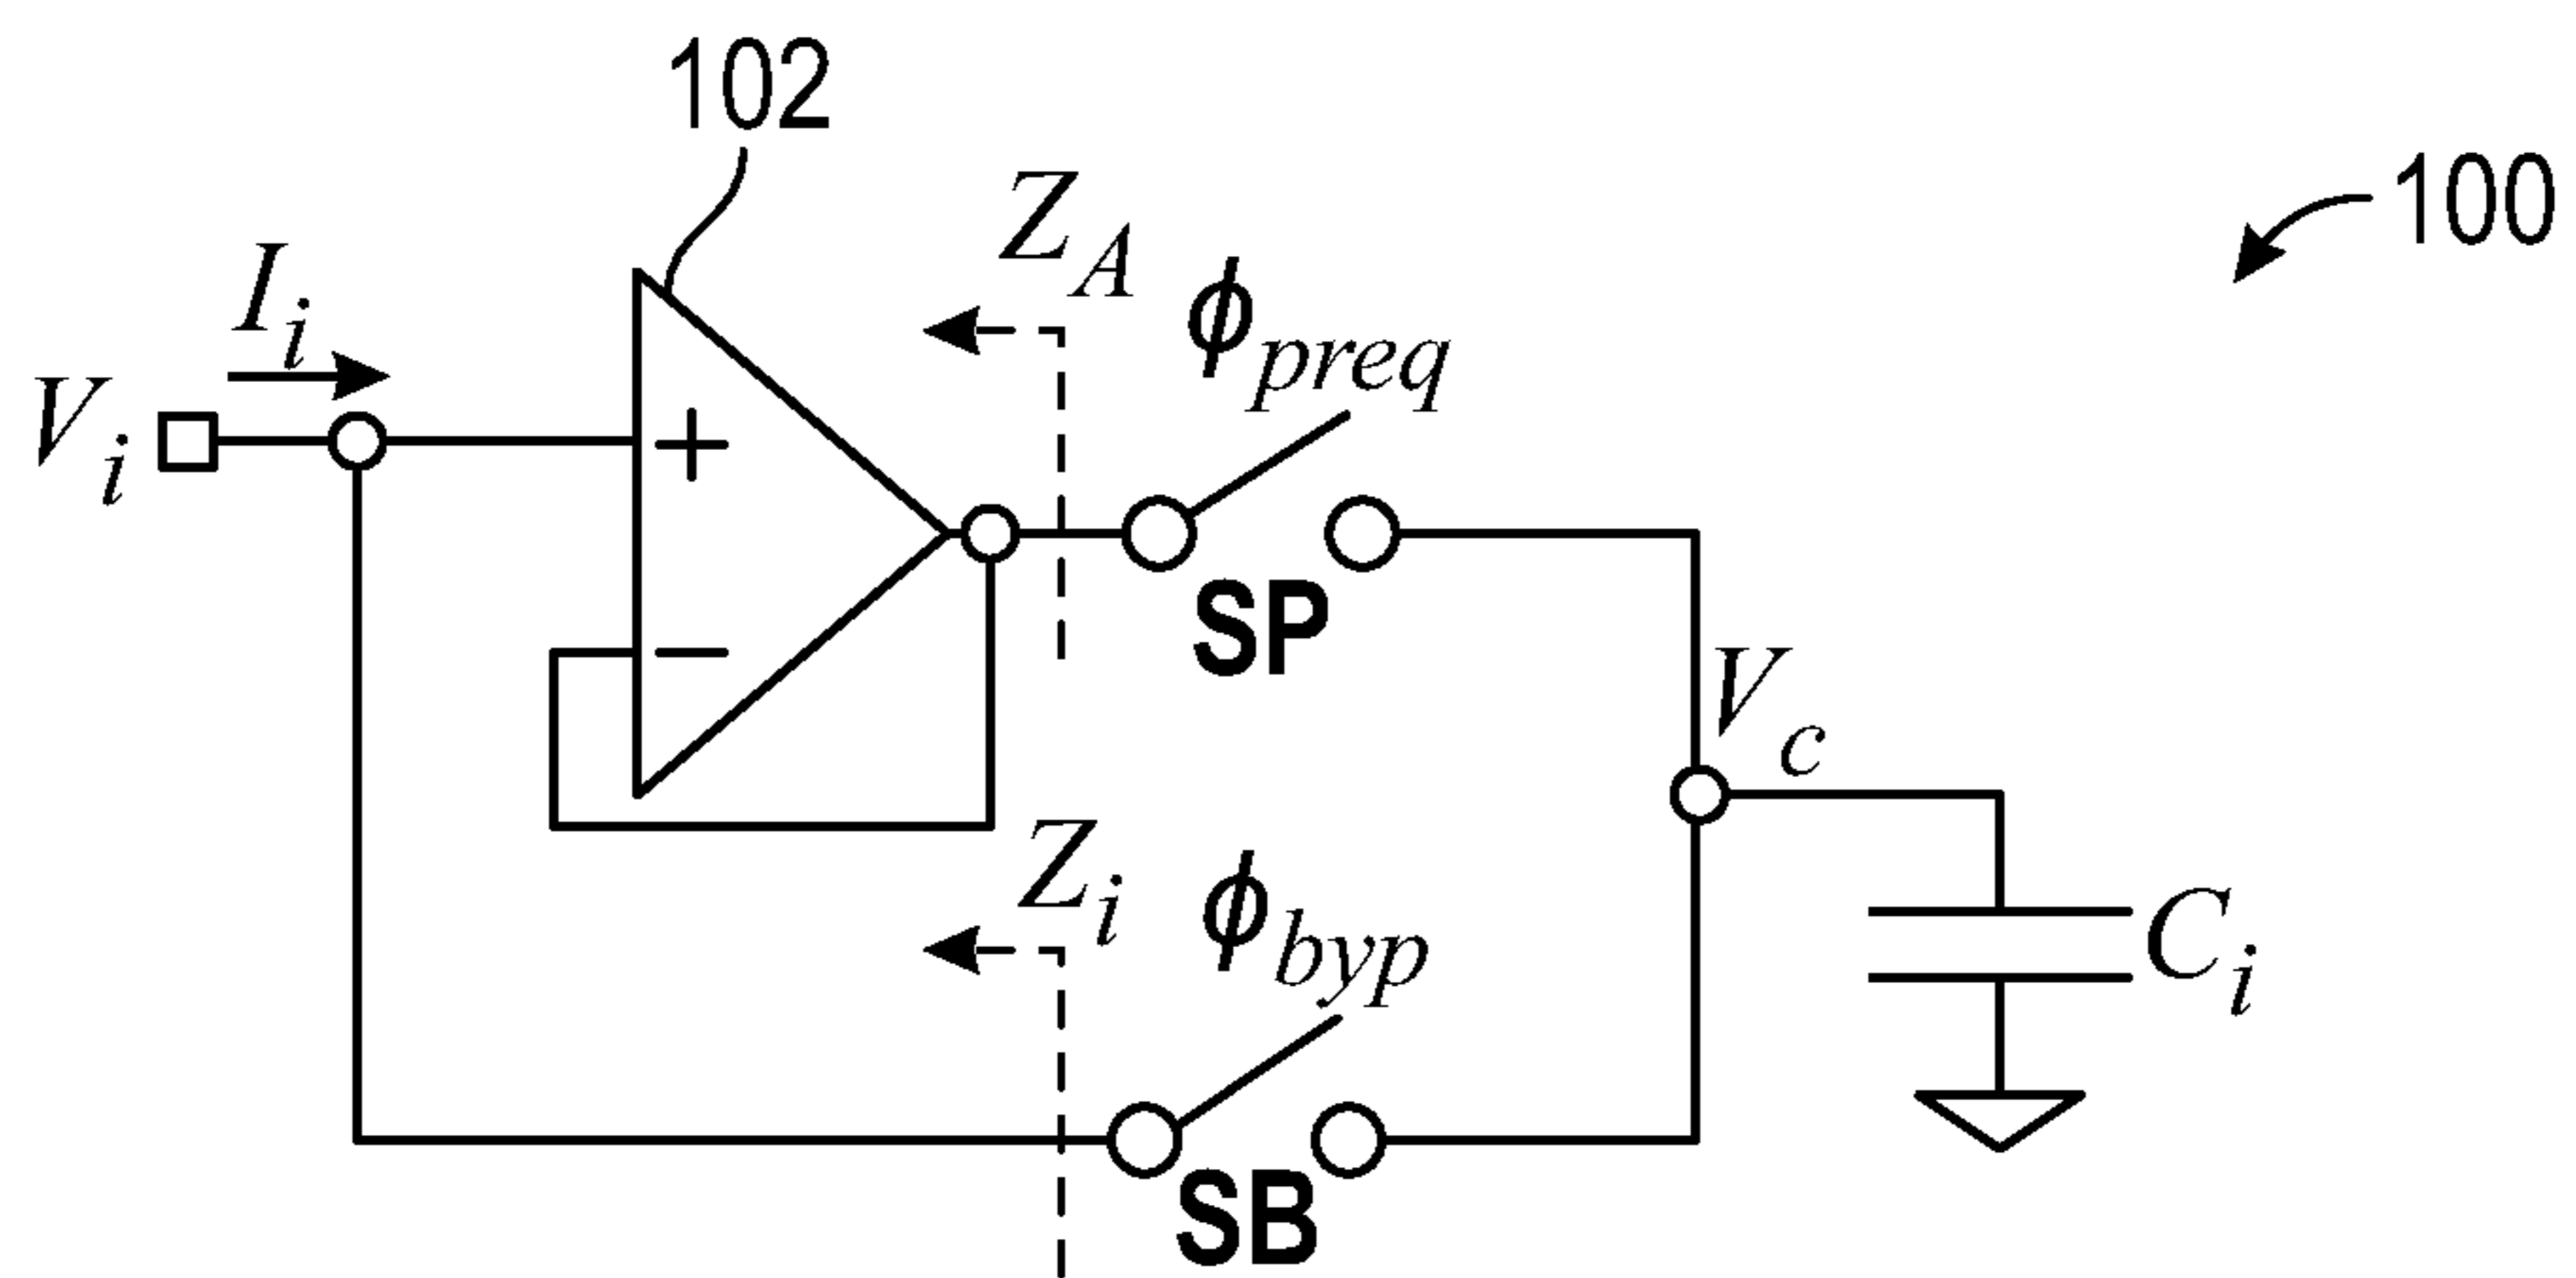 102
100
Z_A
ϕ_preq
I_i
V_i
+
−
SP
V_c
Z_i
ϕ_byp
C_i
SB